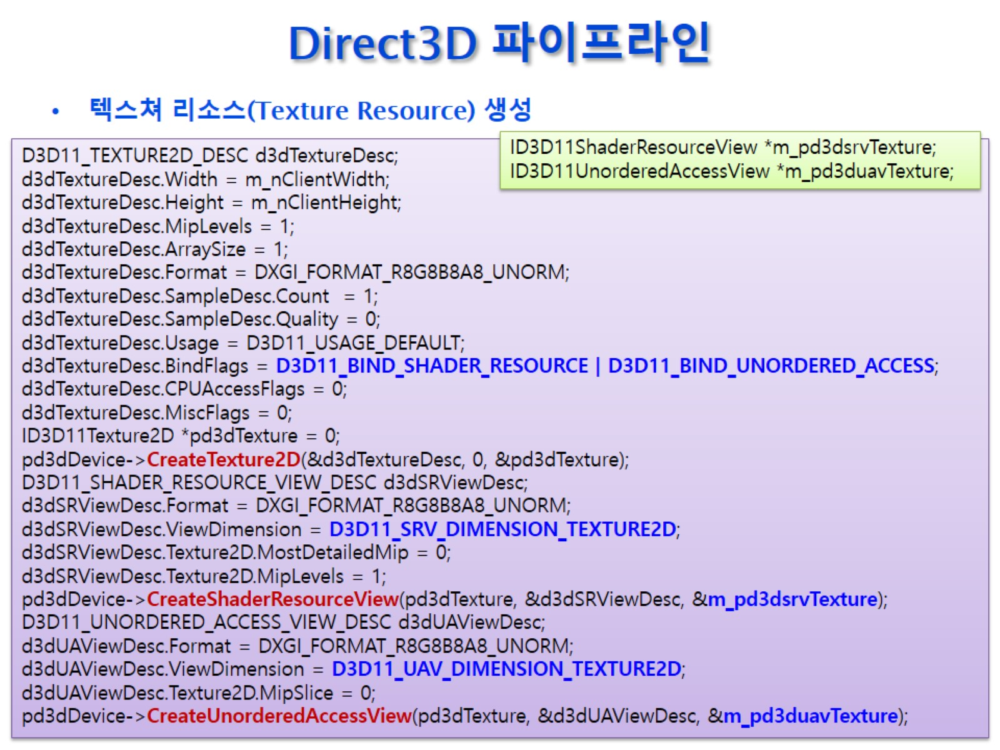 Direct3D 파이프라인
• 텍스쳐 리소스(Texture Resource) 생성
ID3D11ShaderResourceView *m_pd3dsrvTexture;
ID3D11UnorderedAccessView *m_pd3duavTexture;
D3D11_TEXTURE2D_DESC d3dTextureDesc;
d3dTextureDesc.Width = m_nClientWidth;
d3dTextureDesc.Height = m_nClientHeight;
d3dTextureDesc.MipLevels = 1;
d3dTextureDesc.ArraySize = 1;
d3dTextureDesc.Format = DXGI_FORMAT_R8G8B8A8_UNORM;
d3dTextureDesc.SampleDesc.Count = 1;
d3dTextureDesc.SampleDesc.Quality = 0;
d3dTextureDesc.Usage = D3D11_USAGE_DEFAULT;
d3dTextureDesc.BindFlags = D3D11_BIND_SHADER_RESOURCE | D3D11_BIND_UNORDERED_ACCESS;
d3dTextureDesc.CPUAccessFlags = 0;
d3dTextureDesc.MiscFlags = 0;
ID3D11Texture2D *pd3dTexture = 0;
pd3dDevice->CreateTexture2D(&d3dTextureDesc, 0, &pd3dTexture);
D3D11_SHADER_RESOURCE_VIEW_DESC d3dSRViewDesc;
d3dSRViewDesc.Format = DXGI_FORMAT_R8G8B8A8_UNORM;
d3dSRViewDesc.ViewDimension = D3D11_SRV_DIMENSION_TEXTURE2D;
d3dSRViewDesc.Texture2D.MostDetailedMip = 0;
d3dSRViewDesc.Texture2D.MipLevels = 1;
pd3dDevice->CreateShaderResourceView(pd3dTexture, &d3dSRViewDesc, &m_pd3dsrvTexture);
D3D11_UNORDERED_ACCESS_VIEW_DESC d3dUAViewDesc;
d3dUAViewDesc.Format = DXGI_FORMAT_R8G8B8A8_UNORM;
d3dUAViewDesc.ViewDimension = D3D11_UAV_DIMENSION_TEXTURE2D;
d3dUAViewDesc.Texture2D.MipSlice = 0;
pd3dDevice->CreateUnorderedAccessView(pd3dTexture, &d3dUAViewDesc, &m_pd3duavTexture);